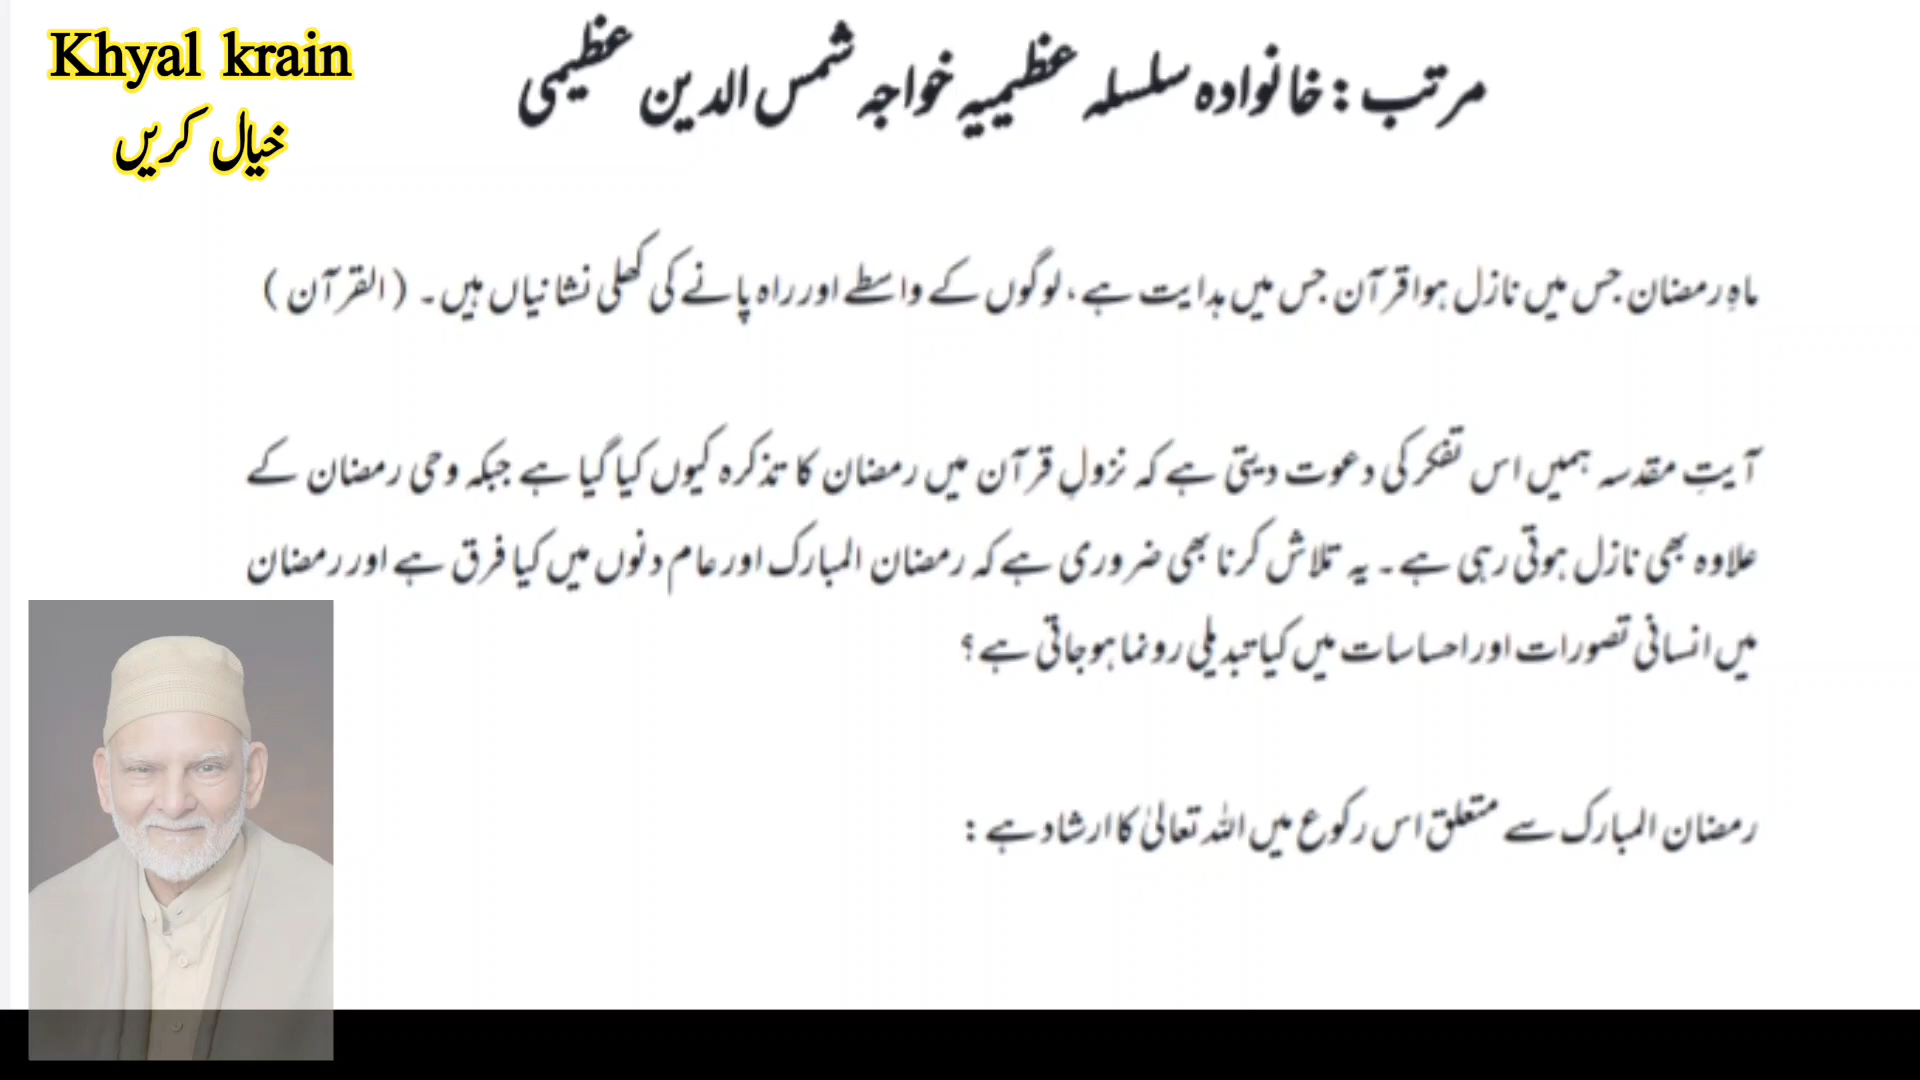 Khyal krain
خیال کریں
مرتب: خانوادہ سلسلہ عظیمیہ خواجہ شمس الدین عظیمی
ماہِ رمضان جس میں نازل ہوا قرآن جس میں ہدایت ہے، لوگوں کے واسطے اور راہ پانے کی کھلی نشانیاں ہیں۔ (القرآن)
آیتِ مقدسہ ہمیں اس تفکر کی دعوت دیتی ہے کہ نزولِ قرآن میں رمضان کا تذکرہ کیوں کیا گیا ہے جبکہ وحی رمضان کے
علاوہ بھی نازل ہوتی رہی ہے۔ یہ تلاش کرنا بھی ضروری ہے کہ رمضان المبارک اور عام دنوں میں کیا فرق ہے اور رمضان
میں انسانی تصورات اور احساسات میں کیا تبدیلی رونما ہوجاتی ہے؟
رمضان المبارک سے متعلق اس رکوع میں اللہ تعالیٰ کا ارشاد ہے: